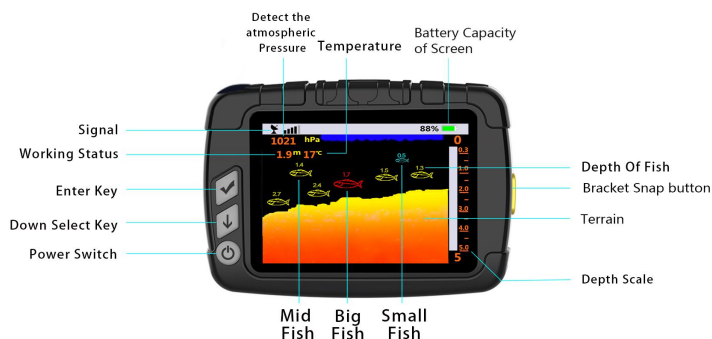 Detect the
atmospheric
Pressure
Temperature
Battery Capacity
of Screen
Signal
Working Status
Enter Key
Down Select Key
Power Switch
1021 hPa
88%
1.9m 17℃
0
0.3
1.0
2.0
3.0
4.0
5.0
5
2.7
1.4
2.4
1.7
1.5
0.5
1.3
Depth Of Fish
Bracket Snap button
Terrain
Depth Scale
Mid
Fish
Big
Fish
Small
Fish